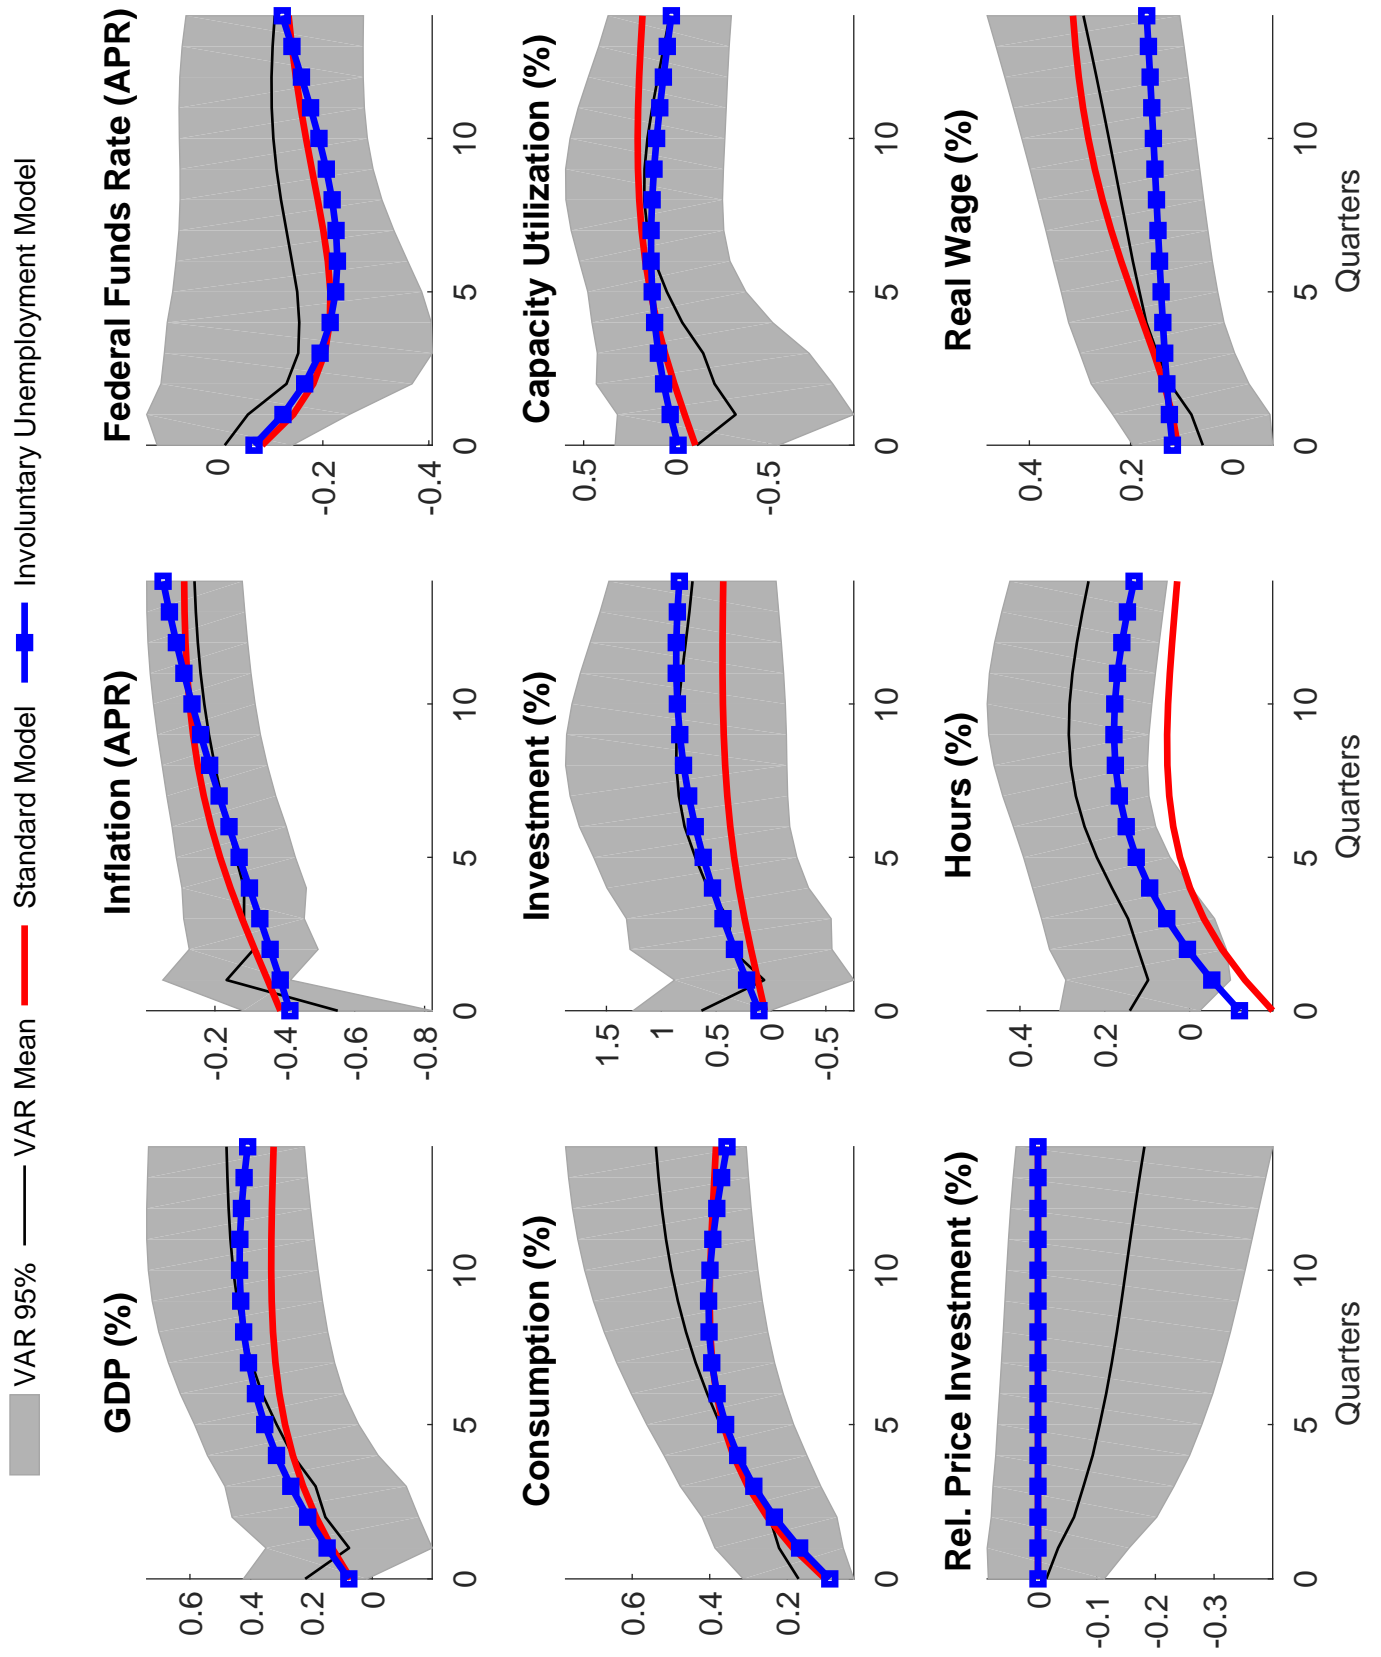 VAR 95% VAR Mean Standard Model Involuntary Unemployment Model
GDP (%)
0.6
0.4
0.2
0
0 5 10
Inflation (APR)
-0.2
-0.4
-0.6
-0.8
0 5 10
Federal Funds Rate (APR)
0
-0.2
-0.4
0 5 10
Consumption (%)
0.6
0.4
0.2
0 5 10
Investment (%)
1.5
1
0.5
0
-0.5
0 5 10
Capacity Utilization (%)
0.5
0
-0.5
0 5 10
Rel. Price Investment (%)
0
-0.1
-0.2
-0.3
0 5 10
Quarters
Hours (%)
0.4
0.2
0
0 5 10
Quarters
Real Wage (%)
0.4
0.2
0
0 5 10
Quarters